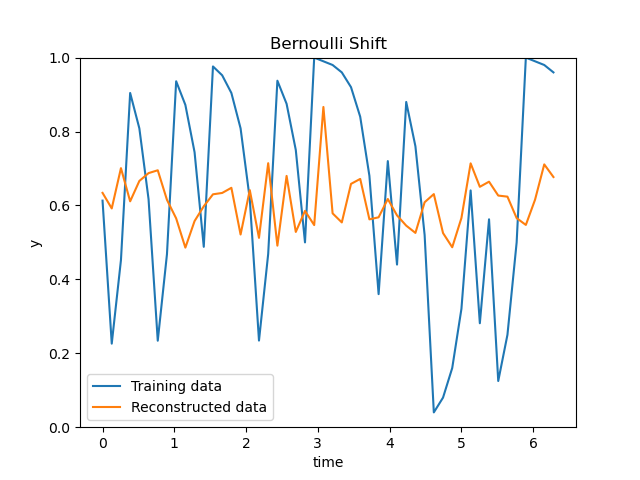 Bernoulli Shift
1.0
0.8
0.6
0.4
0.2
0.0
y
Training data
Reconstructed data
0 1 2 3 4 5 6
time